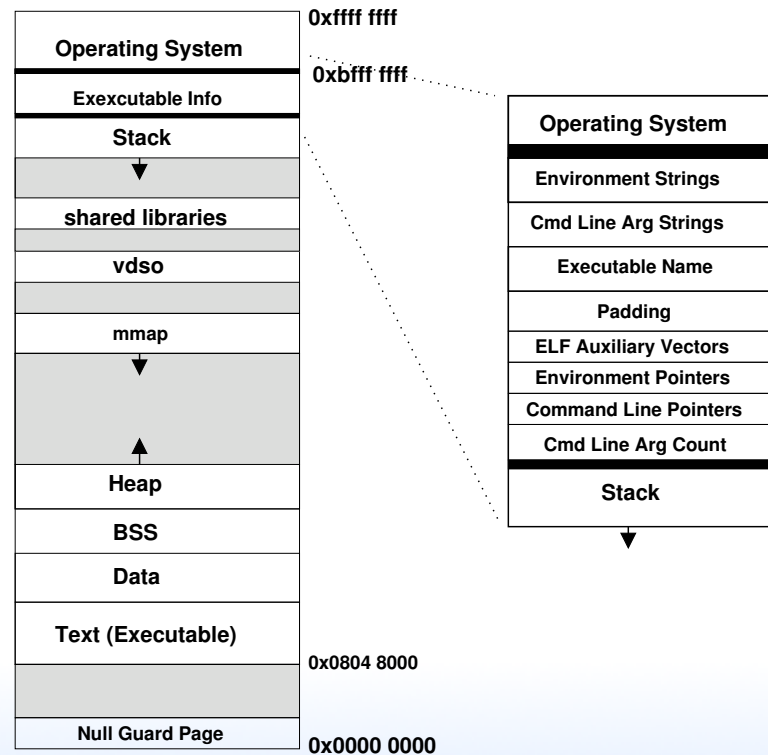 0xffff ffff
Operating System
0xbfff ffff
Exexcutable Info
Stack
shared libraries
vdso
mmap
Heap
BSS
Data
Text (Executable)
0x0804 8000
Null Guard Page
0x0000 0000
Operating System
Environment Strings
Cmd Line Arg Strings
Executable Name
Padding
ELF Auxiliary Vectors
Environment Pointers
Command Line Pointers
Cmd Line Arg Count
Stack